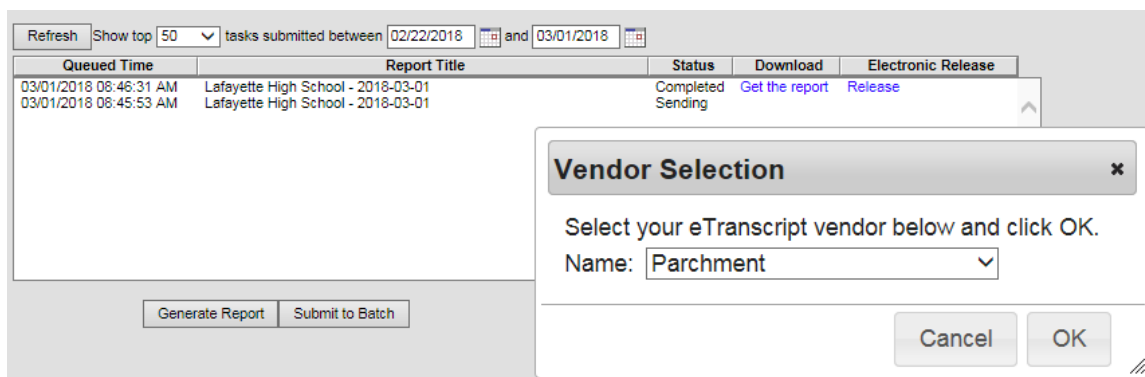 Refresh Show top 50 tasks submitted between 02/22/2018 and 03/01/2018
Queued Time Report Title Status Download Electronic Release
03/01/2018 08:46:31 AM Lafayette High School - 2018-03-01 Completed Get the report Release
03/01/2018 08:45:53 AM Lafayette High School - 2018-03-01 Sending
Vendor Selection
Select your eTranscript vendor below and click OK.
Name: Parchment
Generate Report Submit to Batch
Cancel OK